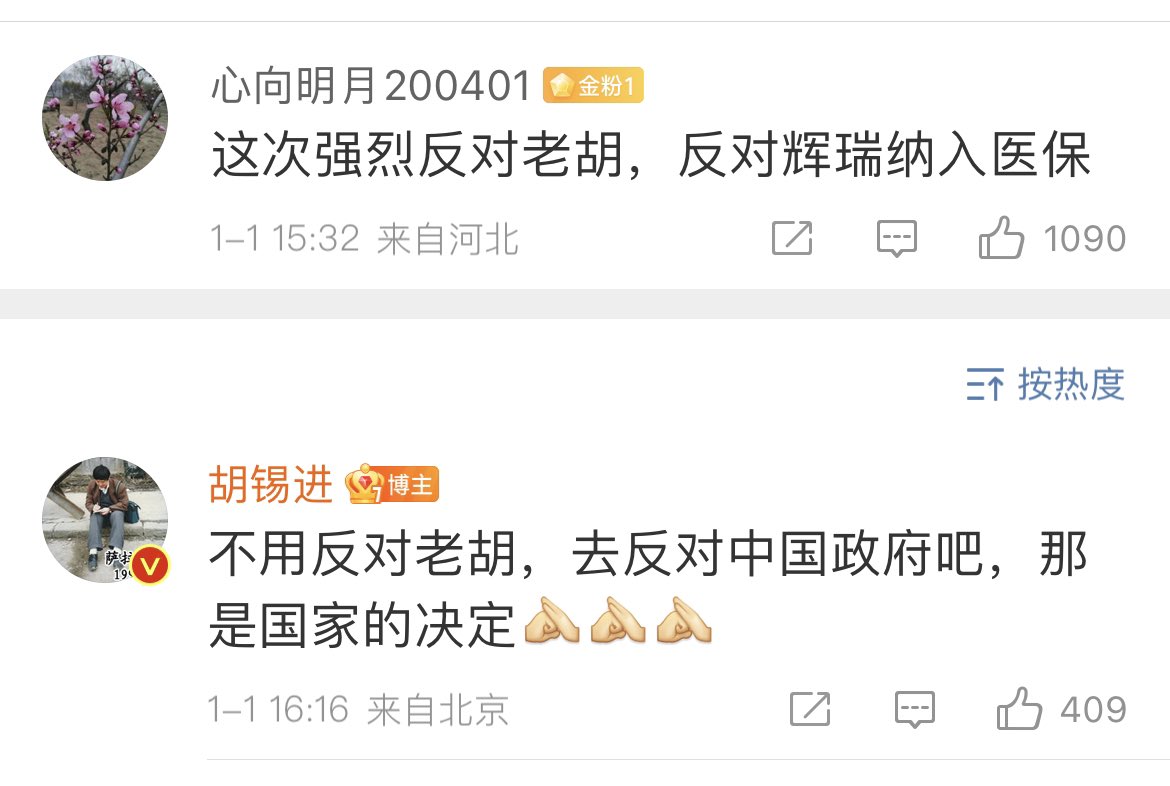 心向明月200401 金粉1
这次强烈反对老胡，反对辉瑞纳入医保
1-1 15:32 来自河北 1090
按热度
胡锡进 7 博主
不用反对老胡，去反对中国政府吧，那
是国家的决定
萨拉
199
V
1-1 16:16 来自北京 409